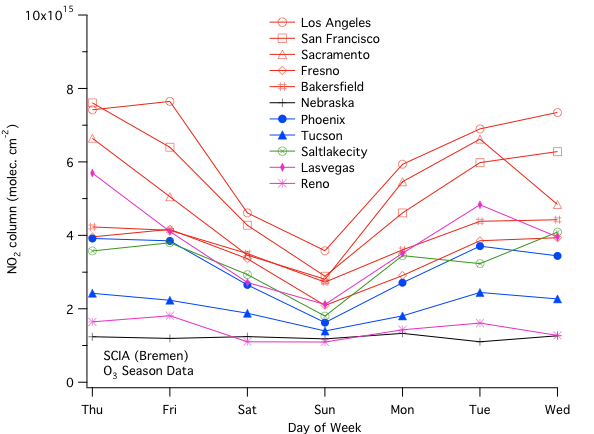 10x10^15
8
6
4
2
0
NO2 column (molec. cm^-2)
Los Angeles
San Francisco
Sacramento
Fresno
Bakersfield
Nebraska
Phoenix
Tucson
Saltlakecity
Lasvegas
Reno
SCIA (Bremen)
O3 Season Data
Thu Fri Sat Sun Mon Tue Wed
Day of Week